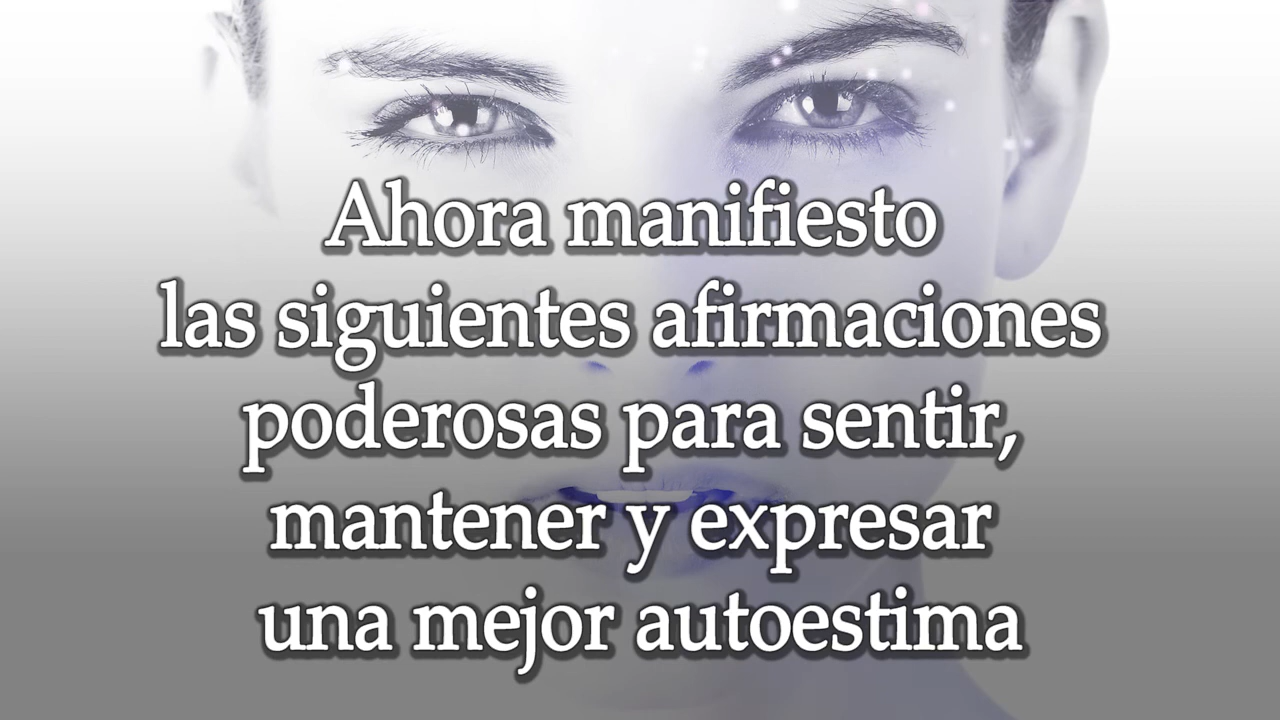 Ahora manifiesto
las siguientes afirmaciones
poderosas para sentir,
mantener y expresar
una mejor autoestima